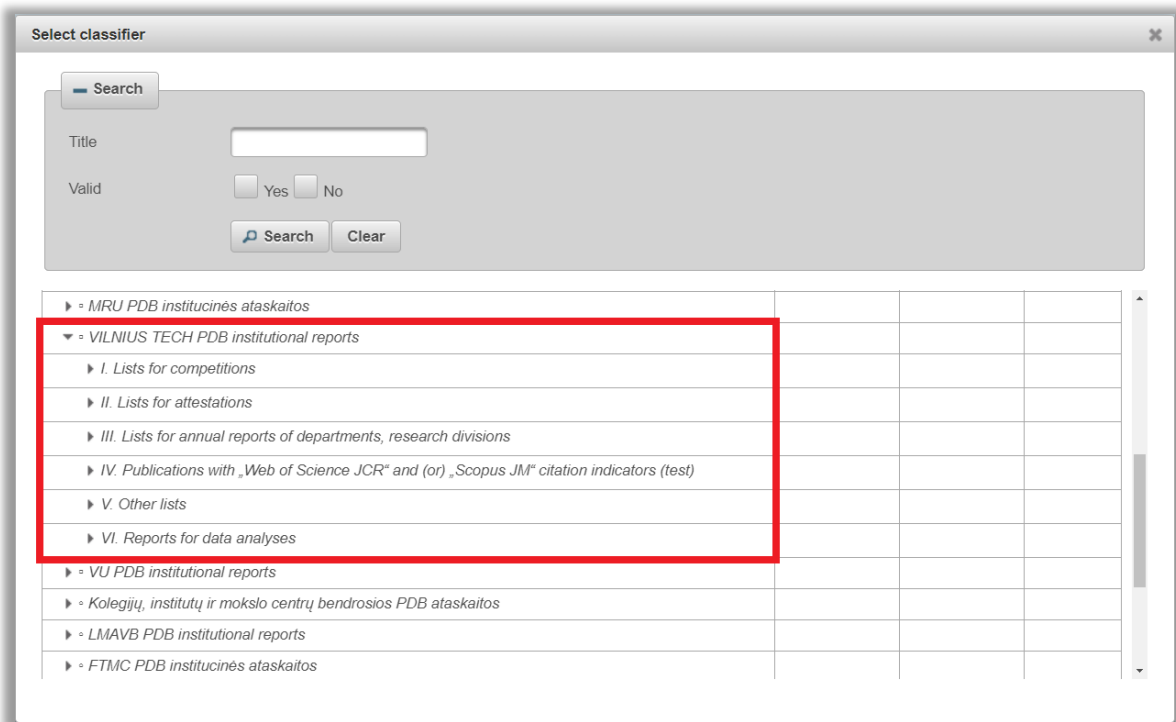 Select classifier
Search
Title
Valid
Yes No
Search Clear
MRU PDB institucinės ataskaitos
VILNIUS TECH PDB institutional reports
I. Lists for competitions
II. Lists for attestations
III. Lists for annual reports of departments, research divisions
IV. Publications with „Web of Science JCR“ and (or) „Scopus JM“ citation indicators (test)
V. Other lists
VI. Reports for data analyses
VU PDB institutional reports
Kolegijų, institutų ir mokslo centrų bendrosios PDB ataskaitos
LMAVB PDB institutional reports
FTMC PDB institucinės ataskaitos